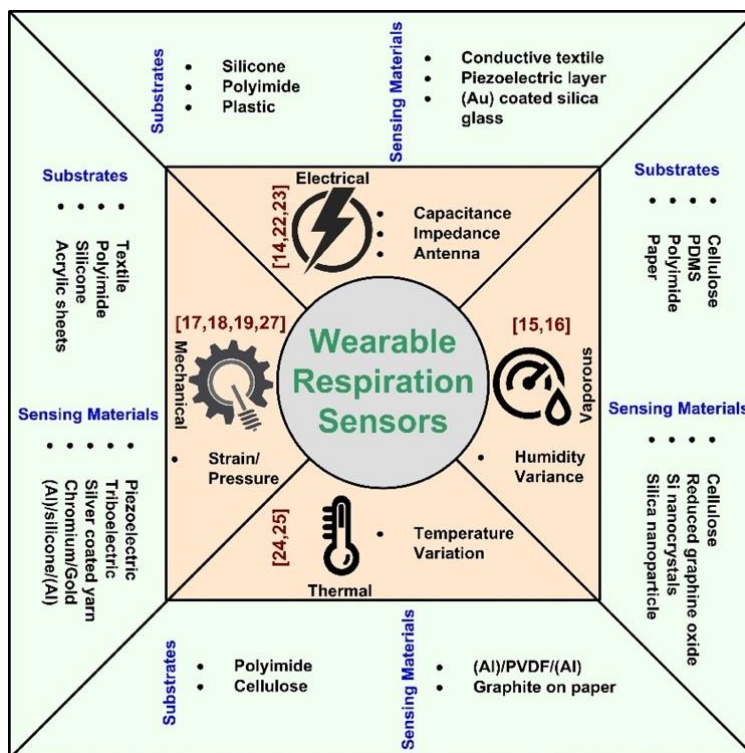 Substrates
• Silicone
• Polyimide
• Plastic
Sensing Materials
• Conductive textile
• Piezoelectric layer
• (Au) coated silica
glass
Substrates
• Textile
• Polyimide
• Silicone
• Acrylic sheets
Sensing Materials
• Piezoelectric
• Triboelectric
• Silver coated yarn
• Chromium/Gold
• (Al)/silicone/(Al)
Electrical
[14,22,23]
• Capacitance
• Impedance
• Antenna
[17,18,19,27]
Mechanical
• Strain/
Pressure
Wearable
Respiration
Sensors
[15,16]
Vaporous
• Humidity
Variance
[24,25]
Thermal
• Temperature
Variation
Substrates
• Cellulose
• PDMS
• Polyimide
• Paper
Sensing Materials
• Cellulose
• Reduced graphine oxide
• Si nanocrystals
• Silica nanoparticle
Substrates
• Polyimide
• Cellulose
Sensing Materials
• (Al)/PVDF/(Al)
• Graphite on paper